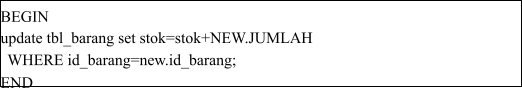 BEGIN
update tbl_barang set stok=stok+NEW.JUMLAH
WHERE id_barang=new.id_barang;
END